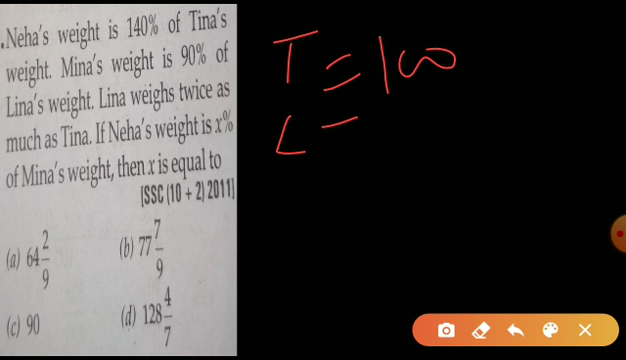 .Neha's weight is 140% of Tina's
weight. Mina's weight is 90% of
Lina's weight. Lina weighs twice as
much as Tina. If Neha's weight is x%
of Mina's weight, then x is equal to
[SSC (10 + 2) 2011]
(a) 64 2/9 (b) 77 7/9
(c) 90 (d) 128 4/7
T = 100
L =